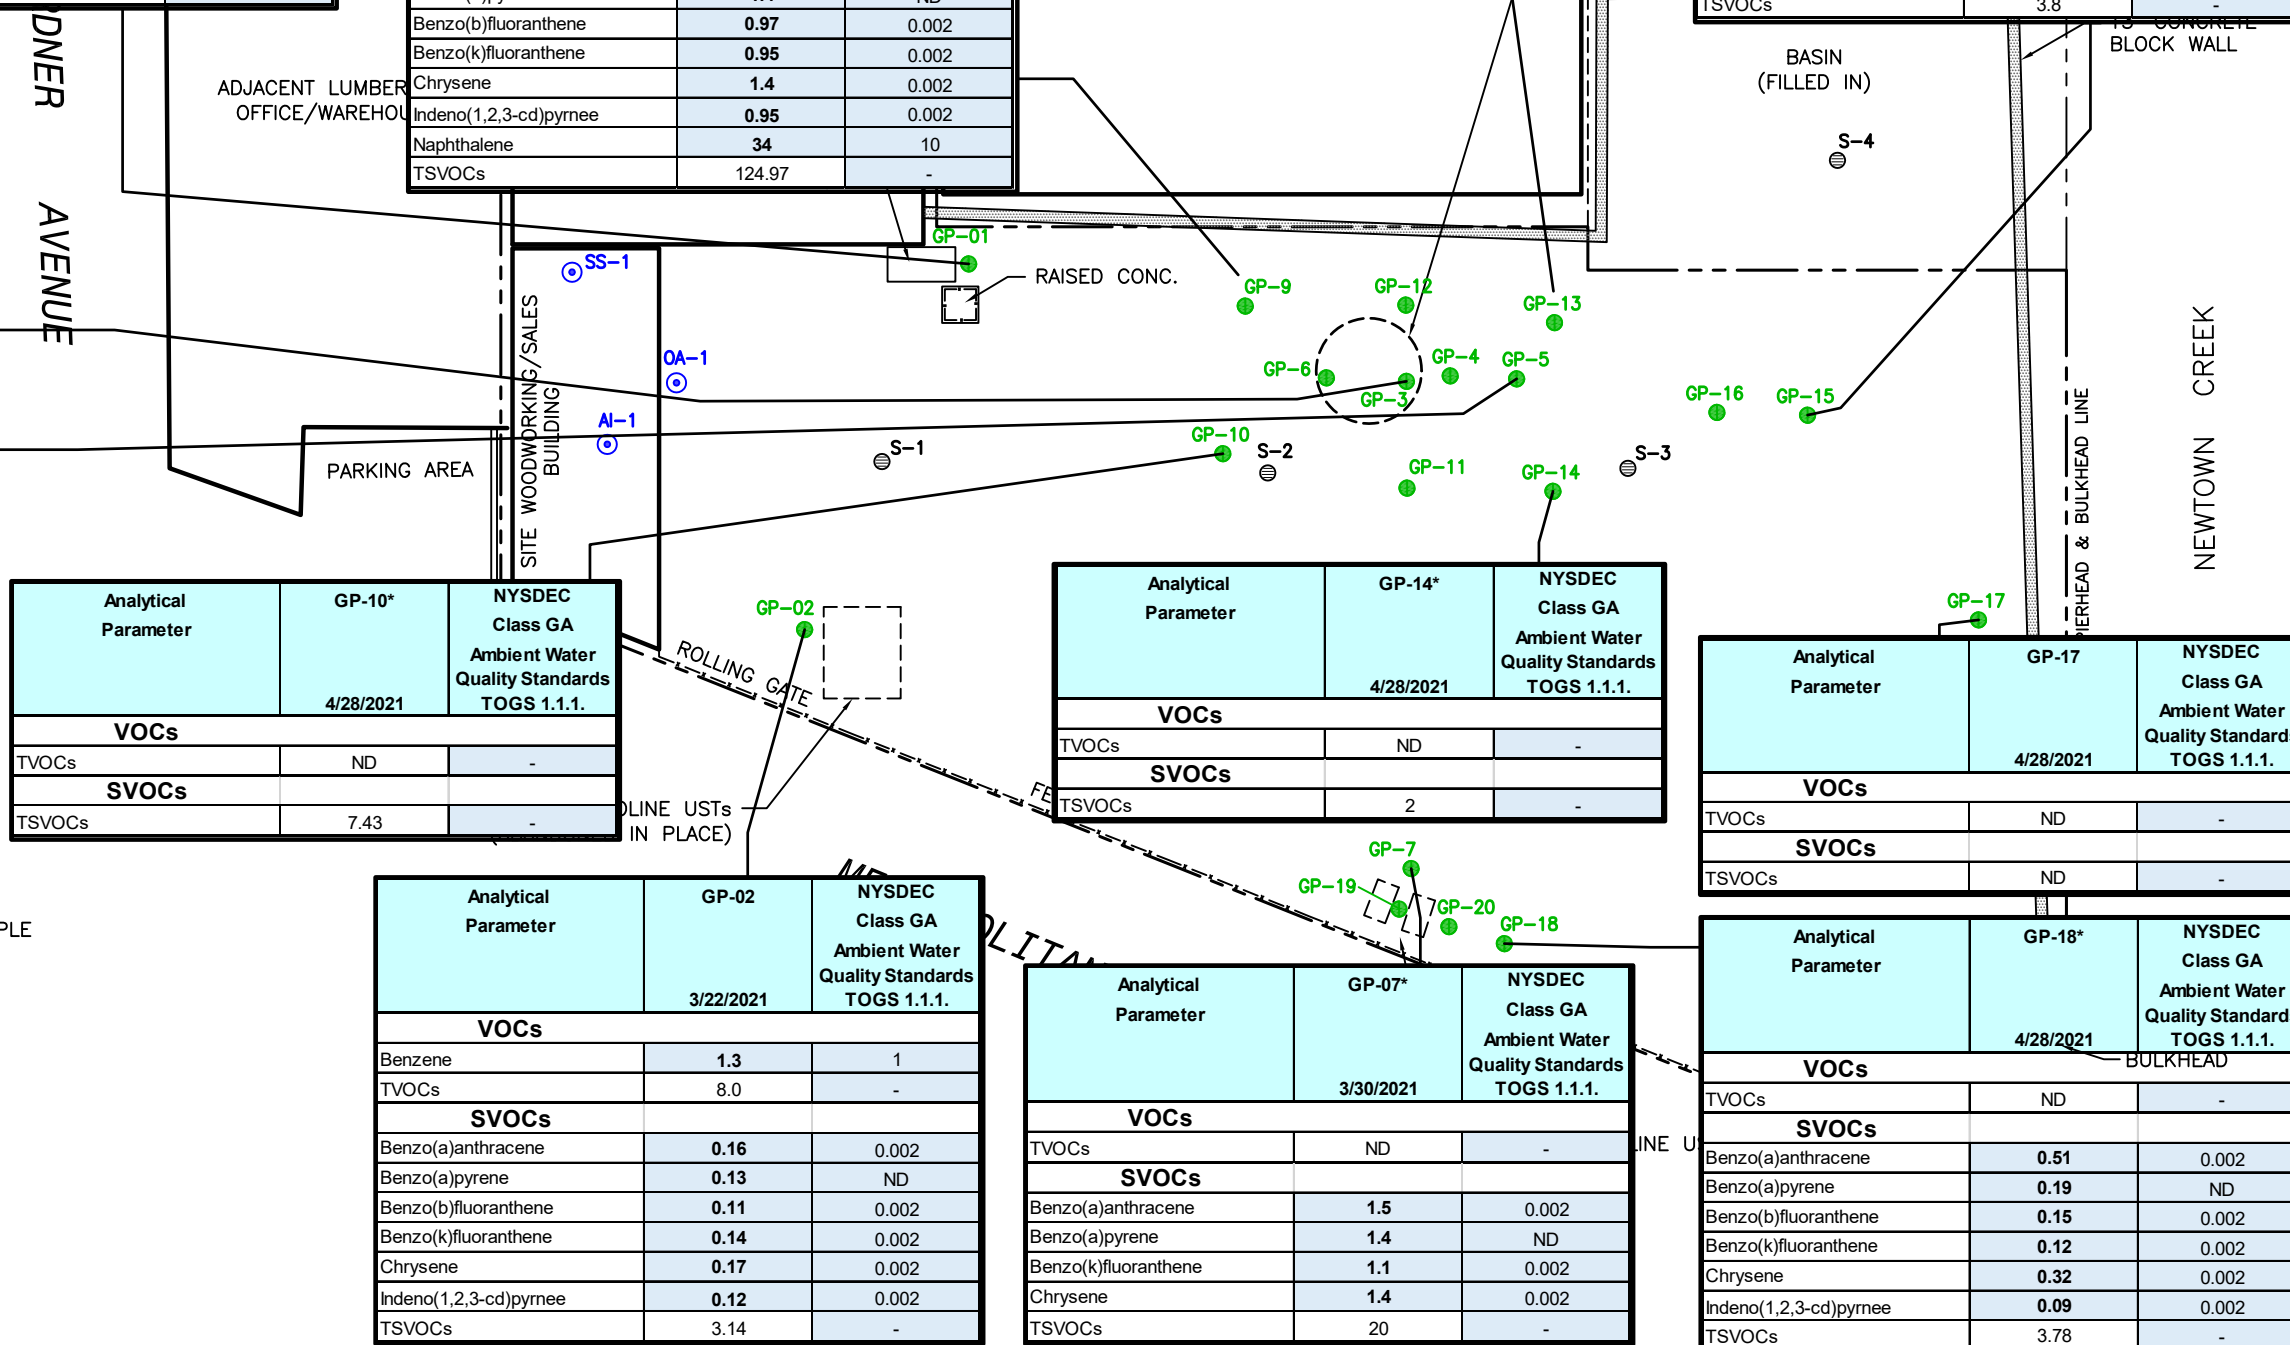 DNER
AVENUE
ADJACENT LUMBER
Benzo(b)fluoranthene 0.97 0.002
Benzo(k)fluoranthene 0.95 0.002
Chrysene 1.4 0.002
Indeno(1,2,3-cd)pyrnee 0.95 0.002
Naphthalene 34 10
TSVOCs 124.97 -
TSVOCs 3.8 -
BLOCK WALL
BASIN
(FILLED IN)
S-4
GP-01
RAISED CONC.
SS-1
OA-1
AI-1
SITE WOODWORKING/SALES
BUILDING
PARKING AREA
GP-9
GP-12
GP-13
GP-6
GP-3
GP-4
GP-5
GP-16
GP-15
GP-10
S-1
S-2
GP-11
GP-14
S-3
PIERHEAD & BULKHEAD LINE
NEWTOWN CREEK
GP-17
GP-02
ROLLING GATE
USTs
IN PLACE)
Analytical
Parameter
GP-10*
4/28/2021
NYSDEC
Class GA
Ambient Water
Quality Standards
TOGS 1.1.1.
VOCs
TVOCs ND -
SVOCs
TSVOCs 7.43 -
Analytical
Parameter
GP-14*
4/28/2021
NYSDEC
Class GA
Ambient Water
Quality Standards
TOGS 1.1.1.
VOCs
TVOCs ND -
SVOCs
TSVOCs 2 -
Analytical
Parameter
GP-17
4/28/2021
NYSDEC
Class GA
Ambient Water
Quality Standards
TOGS 1.1.1.
VOCs
TVOCs ND -
SVOCs
TSVOCs ND -
GP-7
GP-19
GP-20
GP-18
PLE
OLITAN
Analytical
Parameter
GP-02
3/22/2021
NYSDEC
Class GA
Ambient Water
Quality Standards
TOGS 1.1.1.
VOCs
Benzene 1.3 1
TVOCs 8.0 -
SVOCs
Benzo(a)anthracene 0.16 0.002
Benzo(a)pyrene 0.13 ND
Benzo(b)fluoranthene 0.11 0.002
Benzo(k)fluoranthene 0.14 0.002
Chrysene 0.17 0.002
Indeno(1,2,3-cd)pyrnee 0.12 0.002
TSVOCs 3.14 -
Analytical
Parameter
GP-07*
3/30/2021
NYSDEC
Class GA
Ambient Water
Quality Standards
TOGS 1.1.1.
VOCs
TVOCs ND -
SVOCs
Benzo(a)anthracene 1.5 0.002
Benzo(a)pyrene 1.4 ND
Benzo(k)fluoranthene 1.1 0.002
Chrysene 1.4 0.002
TSVOCs 20 -
Analytical
Parameter
GP-18*
4/28/2021
NYSDEC
Class GA
Ambient Water
Quality Standard
TOGS 1.1.1.
BULKHEAD
VOCs
TVOCs ND -
SVOCs
Benzo(a)anthracene 0.51 0.002
Benzo(a)pyrene 0.19 ND
Benzo(b)fluoranthene 0.15 0.002
Benzo(k)fluoranthene 0.12 0.002
Chrysene 0.32 0.002
Indeno(1,2,3-cd)pyrnee 0.09 0.002
TSVOCs 3.78 -